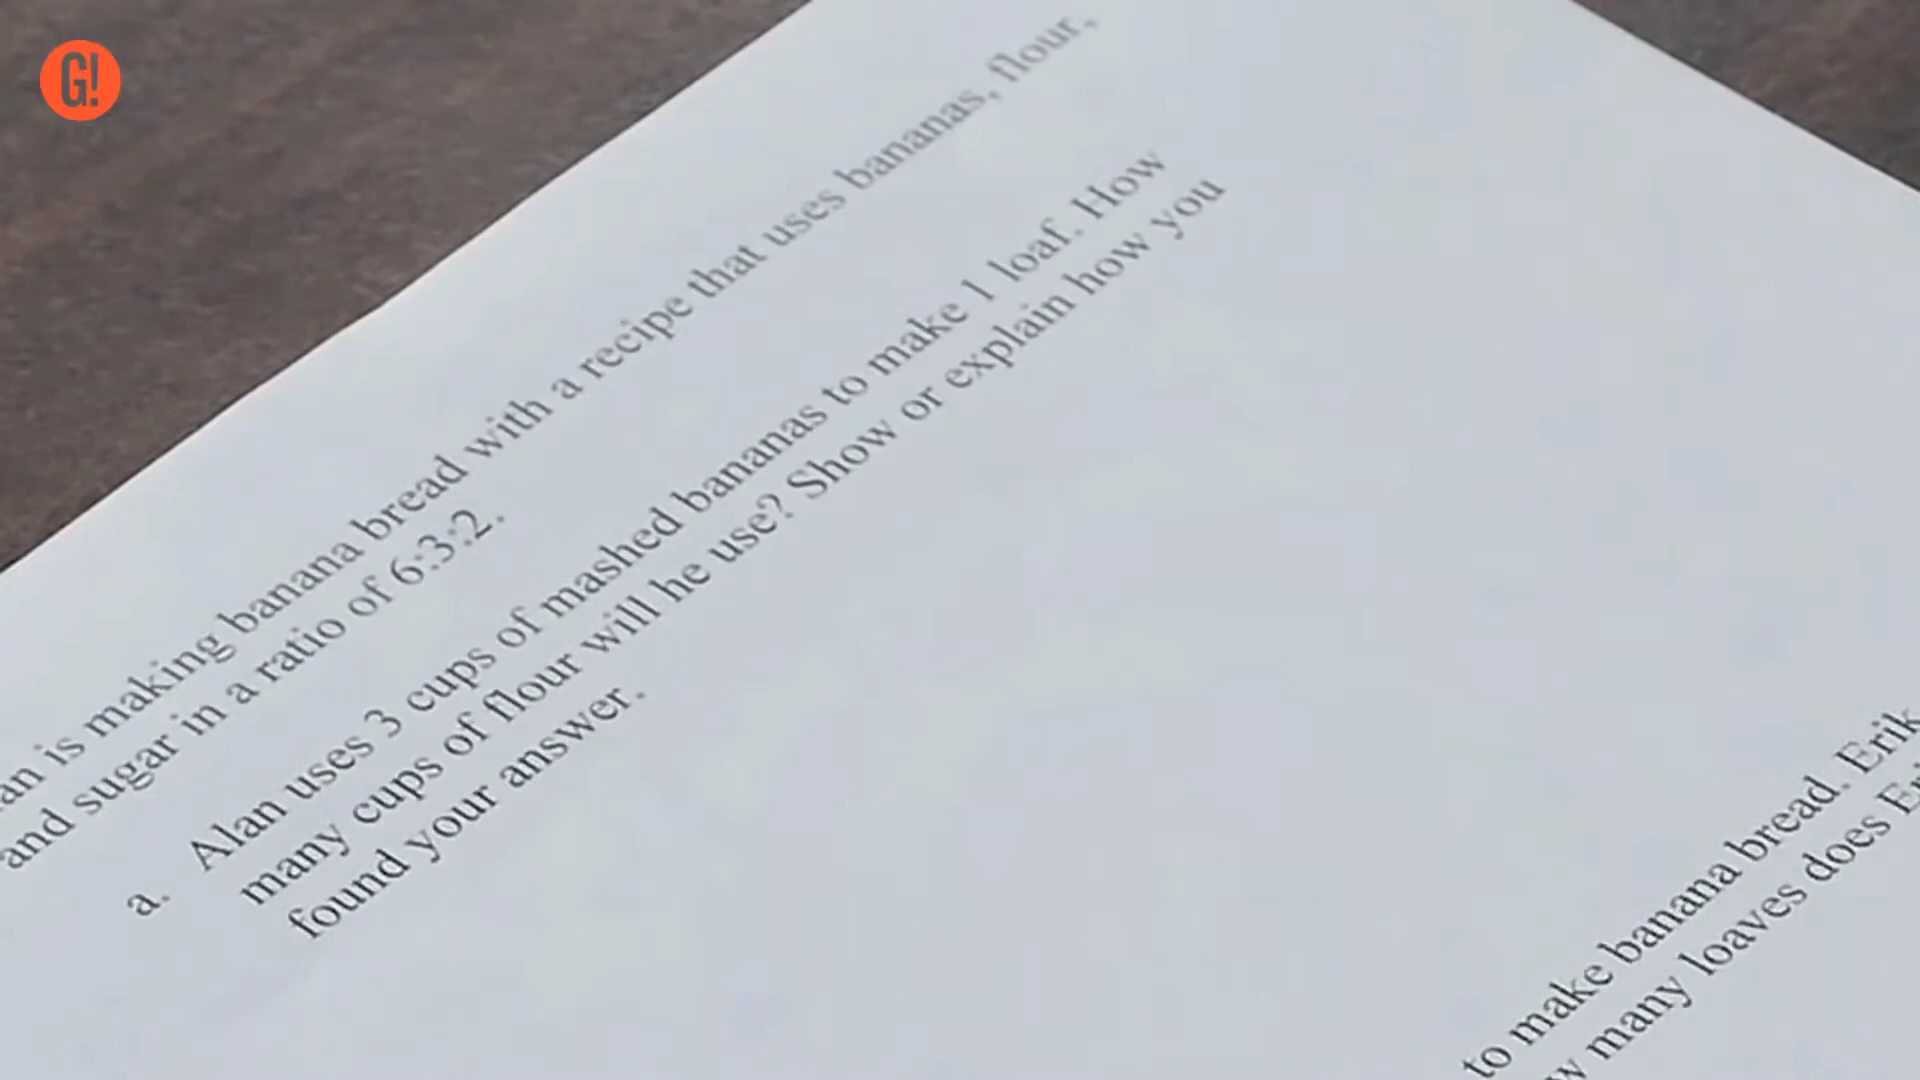 G!
is making banana bread with a recipe that uses bananas, flour,
and sugar in a ratio of 6:3:2.
a. Alan uses 3 cups of mashed bananas to make 1 loaf. How
many cups of flour will he use? Show or explain how you
found your answer.
to make banana bread. Erik
many loaves does